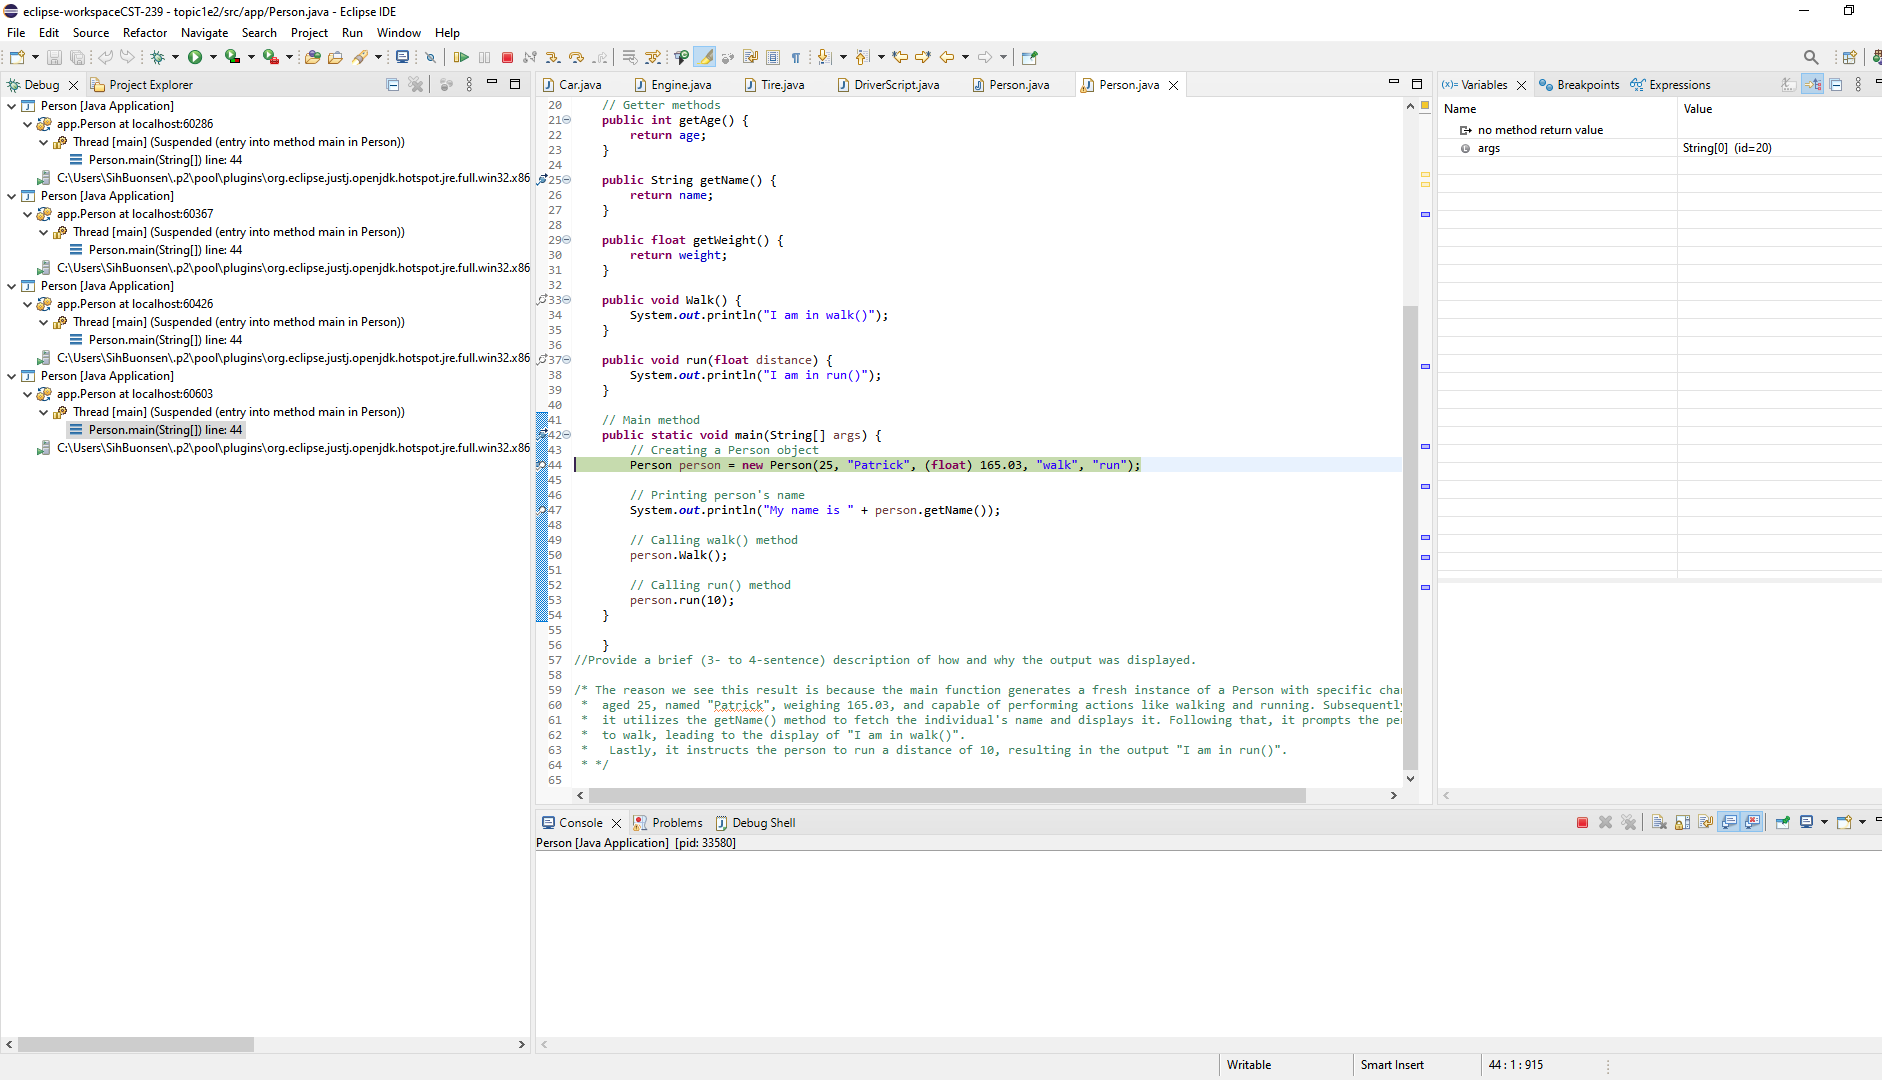 eclipse-workspaceCST-239 - topic1e2/src/app/Person.java - Eclipse IDE
File Edit Source Refactor Navigate Search Project Run Window Help
Debug Project Explorer
Person [Java Application]
app.Person at localhost:60286
Thread [main] (Suspended (entry into method main in Person))
Person.main(String[]) line: 44
C:\Users\SihBuonsen\.p2\pool\plugins\org.eclipse.justj.openjdk.hotspot.jre.full.win32.x86
Person [Java Application]
app.Person at localhost:60367
Thread [main] (Suspended (entry into method main in Person))
Person.main(String[]) line: 44
C:\Users\SihBuonsen\.p2\pool\plugins\org.eclipse.justj.openjdk.hotspot.jre.full.win32.x86
Person [Java Application]
app.Person at localhost:60426
Thread [main] (Suspended (entry into method main in Person))
Person.main(String[]) line: 44
C:\Users\SihBuonsen\.p2\pool\plugins\org.eclipse.justj.openjdk.hotspot.jre.full.win32.x86
Person [Java Application]
app.Person at localhost:60603
Thread [main] (Suspended (entry into method main in Person))
Person.main(String[]) line: 44
C:\Users\SihBuonsen\.p2\pool\plugins\org.eclipse.justj.openjdk.hotspot.jre.full.win32.x86
Car.java Engine.java Tire.java DriverScript.java Person.java Person.java
20 // Getter methods
21 public int getAge() {
22 return age;
23 }
24
25 public String getName() {
26 return name;
27 }
28
29 public float getWeight() {
30 return weight;
31 }
32
33 public void Walk() {
34 System.out.println("I am in walk()");
35 }
36
37 public void run(float distance) {
38 System.out.println("I am in run()");
39 }
40
41 // Main method
42 public static void main(String[] args) {
43 // Creating a Person object
44 Person person = new Person(25, "Patrick", (float) 165.03, "walk", "run");
45
46 // Printing person's name
47 System.out.println("My name is " + person.getName());
48
49 // Calling walk() method
50 person.Walk();
51
52 // Calling run() method
53 person.run(10);
54 }
55
56 }
57 //Provide a brief (3- to 4-sentence) description of how and why the output was displayed.
58
59 /* The reason we see this result is because the main function generates a fresh instance of a Person with specific cha
60 * aged 25, named "Patrick", weighing 165.03, and capable of performing actions like walking and running. Subsequently
61 * it utilizes the getName() method to fetch the individual's name and displays it. Following that, it prompts the pe
62 * to walk, leading to the display of "I am in walk()".
63 * Lastly, it instructs the person to run a distance of 10, resulting in the output "I am in run()".
64 * */
65
(x)= Variables Breakpoints Expressions
Name Value
no method return value
args String[0] (id=20)
Console Problems Debug Shell
Person [Java Application] [pid: 33580]
Writable Smart Insert 44 : 1 : 915